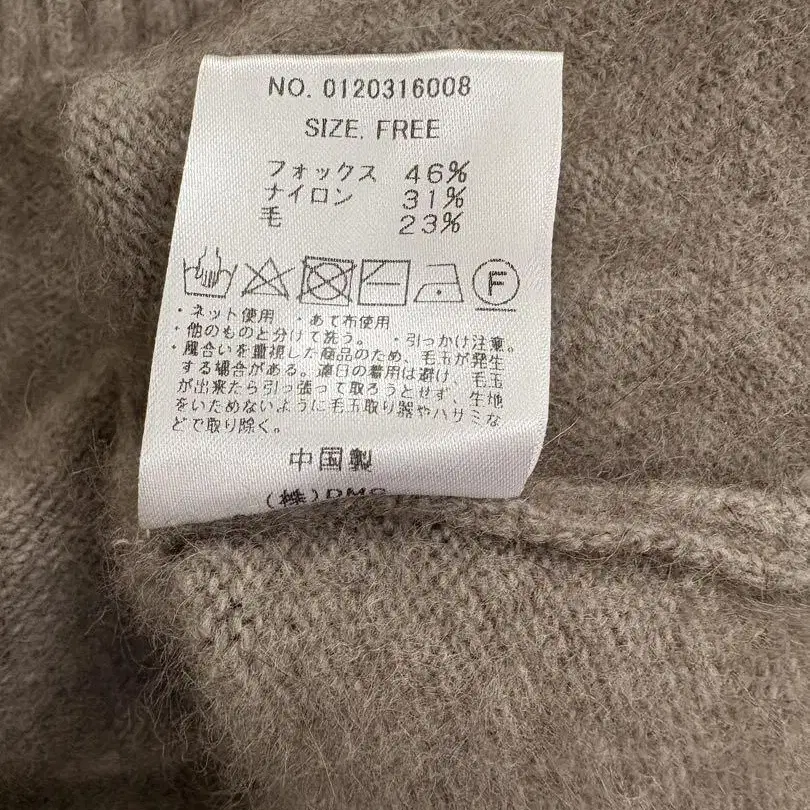 NO. 0120316008
SIZE. FREE
フォックス 46%
ナイロン 31%
毛 23%
F
・ネット使用 ・あて布使用
・他のものと分けて洗う。 ・引っかけ注意。
・風合いを重視した商品のため、毛玉が発生
する場合がある。連日の着用は避け、毛玉
が出来たら引っ張って取ろうとせず、生地
をいためないように毛玉取り器やハサミな
どで取り除く。
中国製
(株)